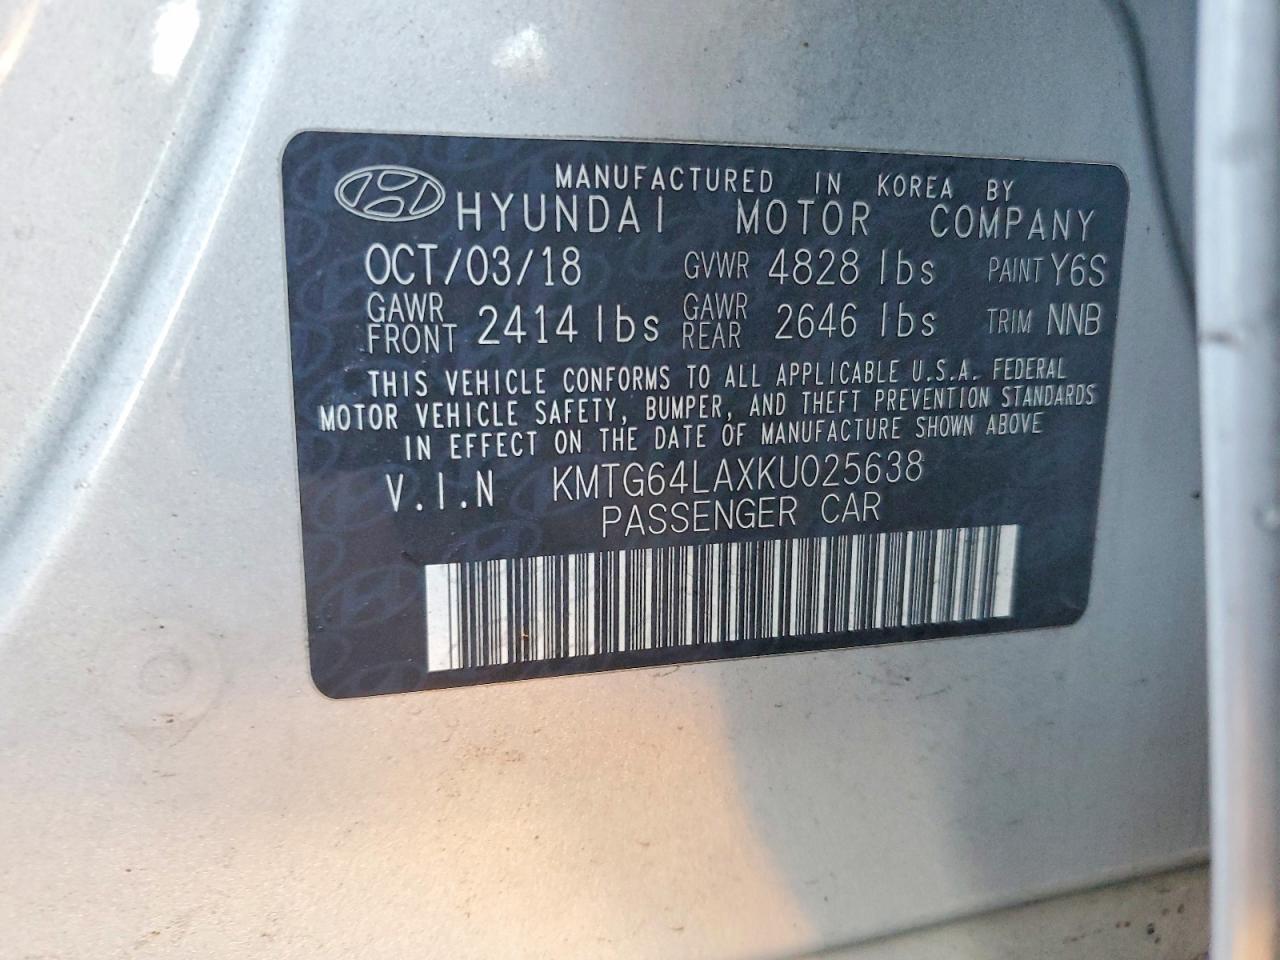 MANUFACTURED IN KOREA BY
HYUNDAI MOTOR COMPANY
OCT/03/18 GVWR 4828 lbs PAINT Y6S
GAWR FRONT 2414 lbs GAWR REAR 2646 lbs TRIM NNB
THIS VEHICLE CONFORMS TO ALL APPLICABLE U.S.A. FEDERAL
MOTOR VEHICLE SAFETY, BUMPER, AND THEFT PREVENTION STANDARDS
IN EFFECT ON THE DATE OF MANUFACTURE SHOWN ABOVE
V.I.N KMTG64LAXKU025638
PASSENGER CAR